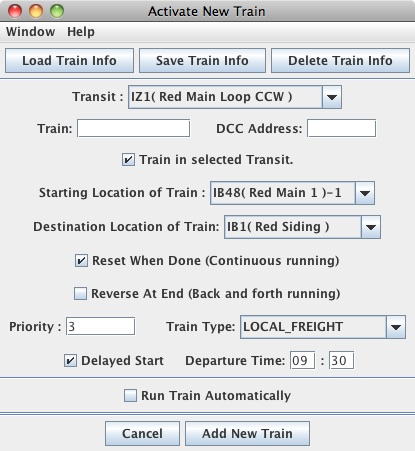 Activate New Train
Window Help
Load Train Info Save Train Info Delete Train Info
Transit : IZ1( Red Main Loop CCW )
Train: DCC Address:
Train in selected Transit.
Starting Location of Train : IB48( Red Main 1 )-1
Destination Location of Train: IB1( Red Siding )
Reset When Done (Continuous running)
Reverse At End (Back and forth running)
Priority : 3 Train Type: LOCAL_FREIGHT
Delayed Start Departure Time: 09 : 30
Run Train Automatically
Cancel Add New Train